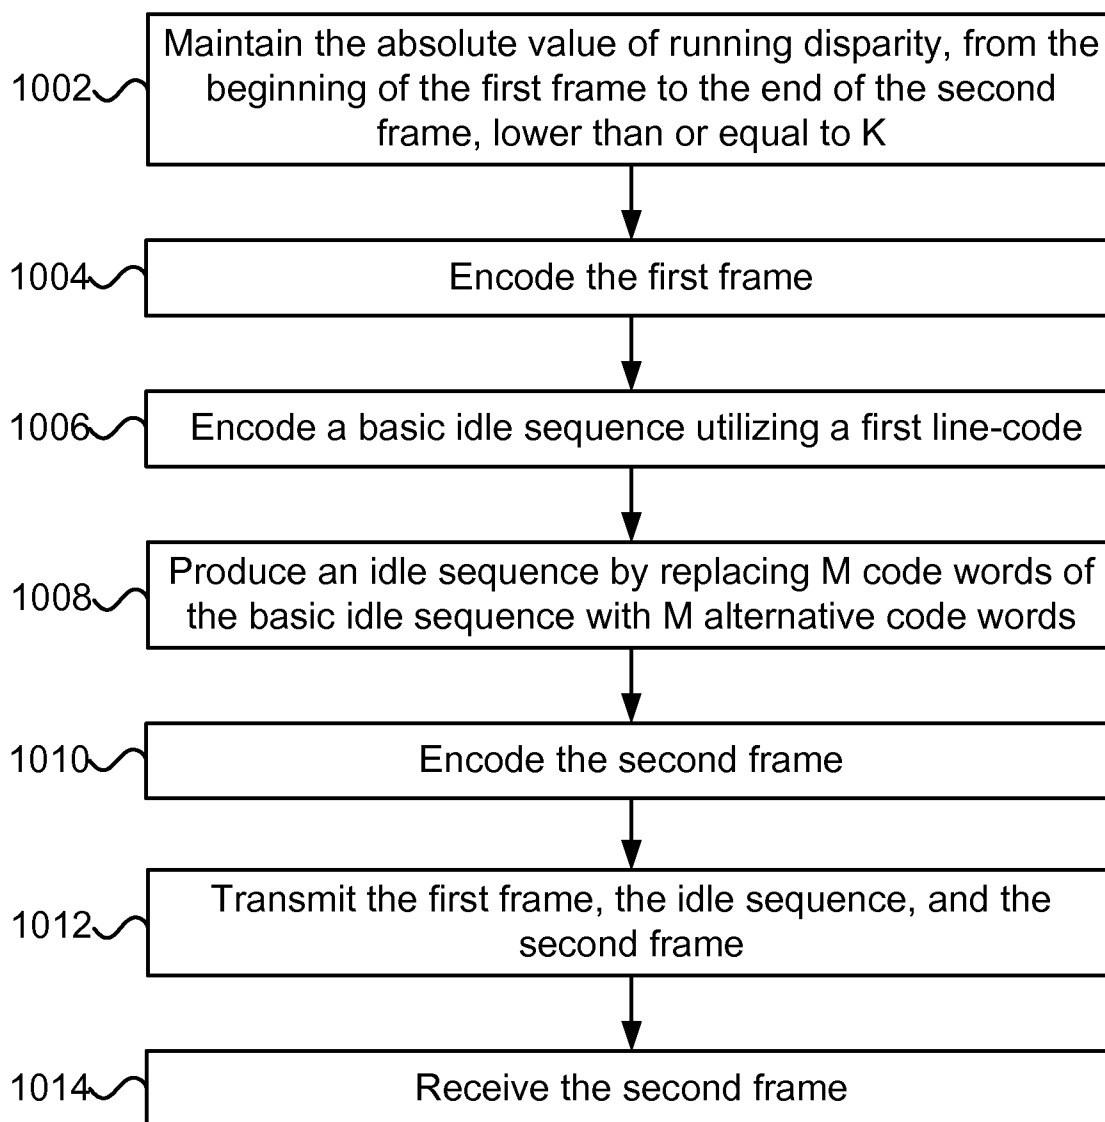 Maintain the absolute value of running disparity, from the
1002
beginning of the first frame to the end of the second
frame, lower than or equal to K
1004
Encode the first frame
1006
Encode a basic idle sequence utilizing a first line-code
Produce an idle sequence by replacing M code words of
1008
the basic idle sequence with M alternative code words
1010
Encode the second frame
Transmit the first frame, the idle sequence, and the
1012
second frame
1014
Receive the second frame